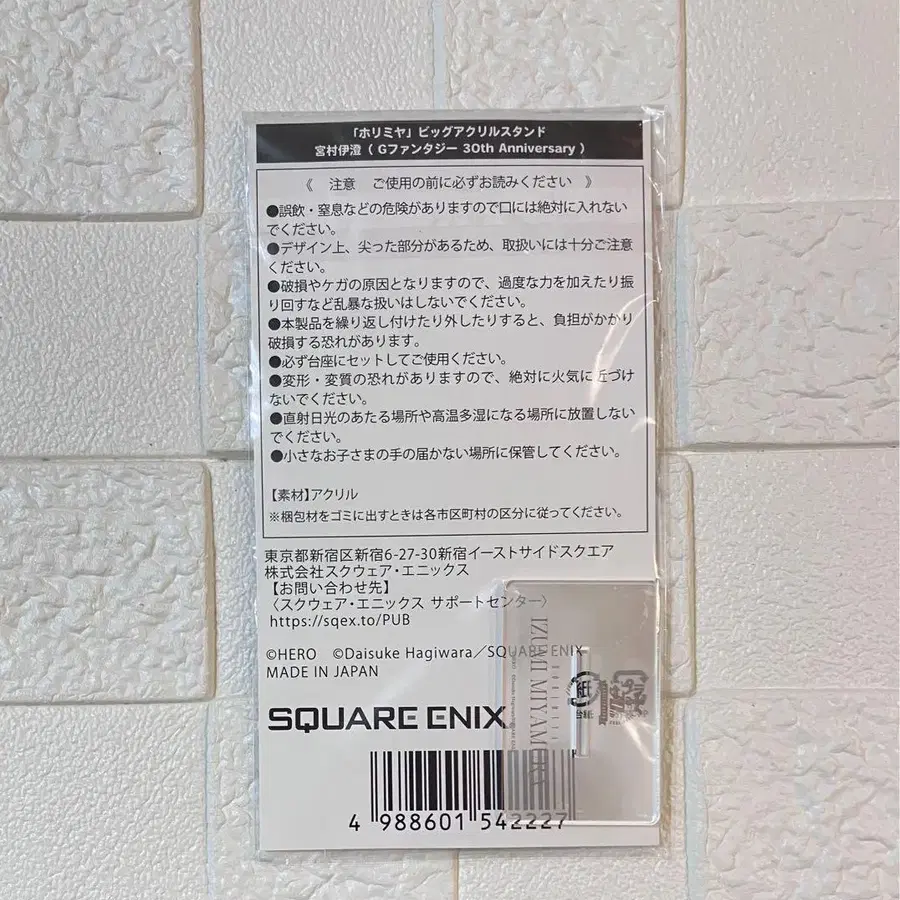 「ホリミヤ」ビッグアクリルスタンド
宮村伊澄（Gファンタジー 30th Anniversary）
《 注意 ご使用の前に必ずお読みください 》
●誤飲・窒息などの危険がありますので口には絶対に入れない
でください。
●デザイン上、尖った部分があるため、取扱いには十分ご注意
ください。
●破損やケガの原因となりますので、過度な力を加えたり振
り回すなど乱暴な扱いはしないでください。
●本製品を繰り返し付けたり外したりすると、負担がかかり
破損する恐れがあります。
●必ず台座にセットしてご使用ください。
●変形・変質の恐れがありますので、絶対に火気に近づけ
ないでください。
●直射日光のあたる場所や高温多湿になる場所に放置しない
でください。
●小さなお子さまの手の届かない場所に保管してください。
【素材】アクリル
※梱包材をゴミに出すときは各市区町村の区分に従ってください。
東京都新宿区新宿6-27-30新宿イーストサイドスクエア
株式会社スクウェア・エニックス
【お問い合わせ先】
〈スクウェア・エニックス サポートセンター〉
https://sqex.to/PUB
©HERO ©Daisuke Hagiwara／SQUARE ENIX
MADE IN JAPAN
IZUMI MIYAMURA
紙
台紙
SQUARE ENIX
4 988601 542227